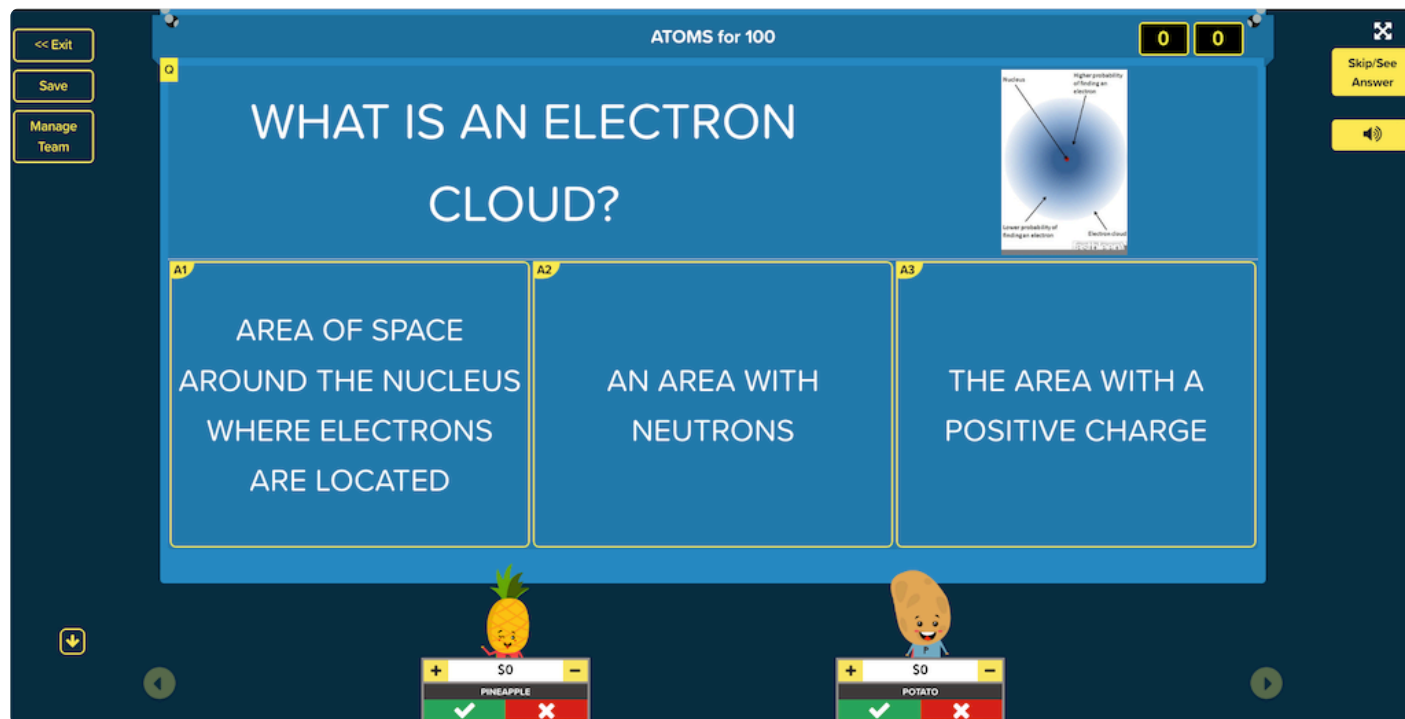 << Exit
Save
Manage
Team
ATOMS for 100
0 0
Skip/See
Answer
Q
WHAT IS AN ELECTRON
CLOUD?
Nucleus
Higher probability
of finding an
electron
Lower probability of
finding an electron
Electron cloud
A1
AREA OF SPACE
AROUND THE NUCLEUS
WHERE ELECTRONS
ARE LOCATED
A2
AN AREA WITH
NEUTRONS
A3
THE AREA WITH A
POSITIVE CHARGE
+ $0 −
PINEAPPLE
P
+ $0 −
POTATO